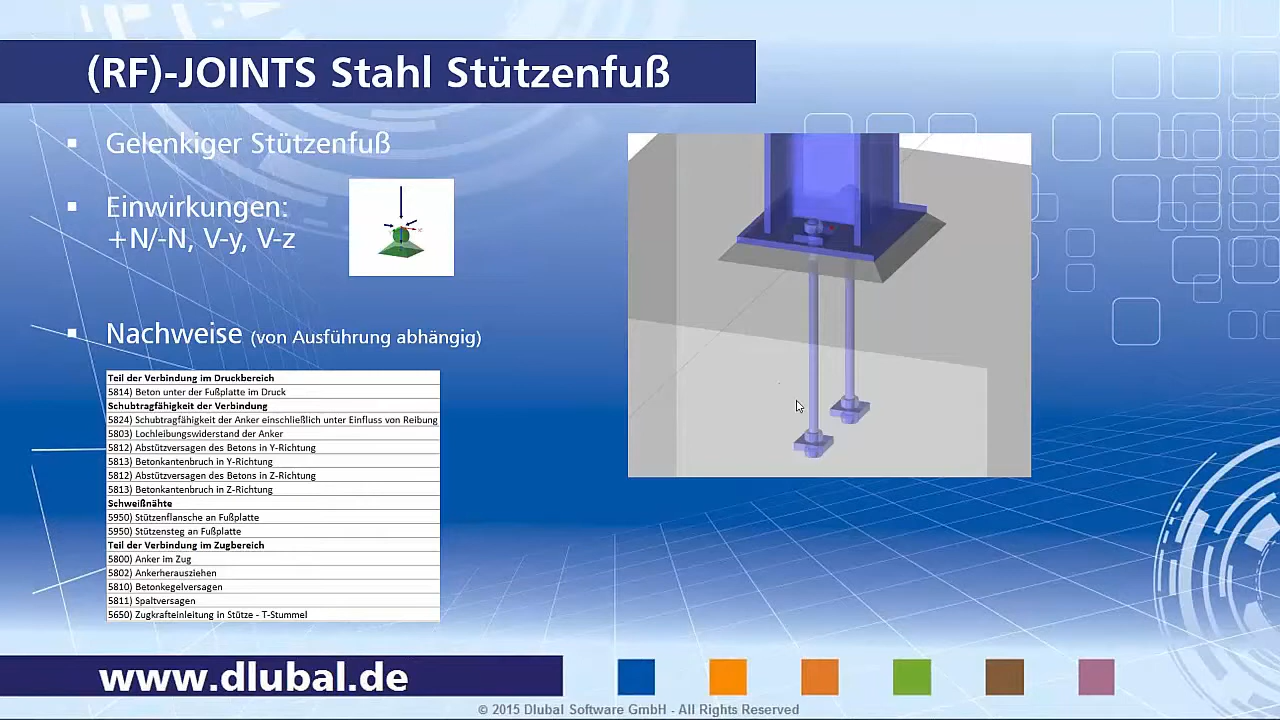 (RF)-JOINTS Stahl Stützenfuß
Gelenkiger Stützenfuß
Einwirkungen:
+N/-N, V-y, V-z
Nachweise (von Ausführung abhängig)
Teil der Verbindung im Druckbereich
5814) Beton unter der Fußplatte im Druck
Schubtragfähigkeit der Verbindung
5824) Schubtragfähigkeit der Anker einschließlich unter Einfluss von Reibung
5803) Lochleibungswiderstand der Anker
5812) Abstützversagen des Betons in Y-Richtung
5813) Betonkantenbruch in Y-Richtung
5812) Abstützversagen des Betons in Z-Richtung
5813) Betonkantenbruch in Z-Richtung
Schweißnähte
5950) Stützenflansche an Fußplatte
5950) Stützensteg an Fußplatte
Teil der Verbindung im Zugbereich
5800) Anker im Zug
5802) Ankerherausziehen
5810) Betonkegelversagen
5811) Spaltversagen
5650) Zugkrafteinleitung in Stütze - T-Stummel
www.dlubal.de
© 2015 Dlubal Software GmbH - All Rights Reserved